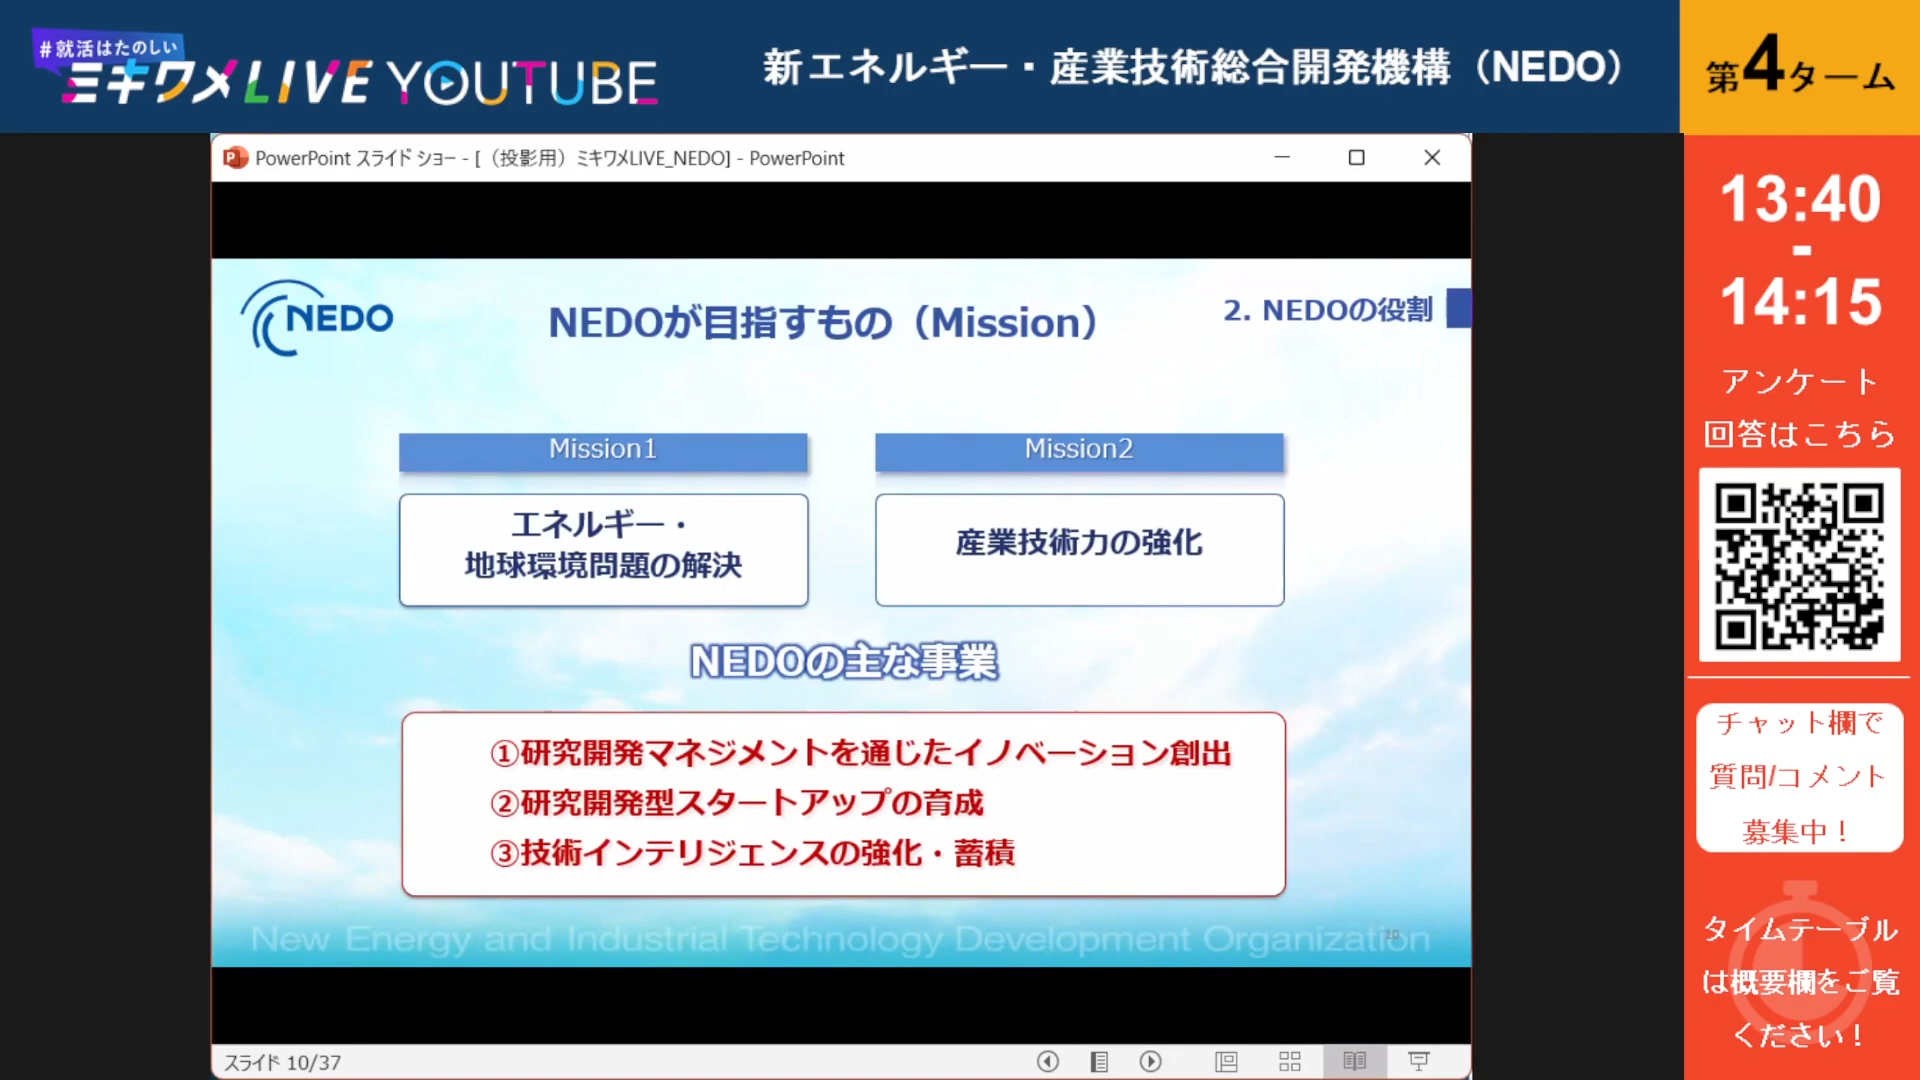 #就活はたのしい
ミキワメLIVE YOUTUBE
新エネルギー・産業技術総合開発機構（NEDO）
第4ターム
PowerPoint スライド ショー - [（投影用）ミキワメLIVE_NEDO] - PowerPoint
NEDO
NEDOが目指すもの（Mission）
2. NEDOの役割
Mission1
エネルギー・
地球環境問題の解決
Mission2
産業技術力の強化
NEDOの主な事業
①研究開発マネジメントを通じたイノベーション創出
②研究開発型スタートアップの育成
③技術インテリジェンスの強化・蓄積
New Energy and Industrial Technology Development Organization
10
スライド 10/37
13:40
-
14:15
アンケート
回答はこちら
チャット欄で
質問/コメント
募集中！
タイムテーブル
は概要欄をご覧
ください！